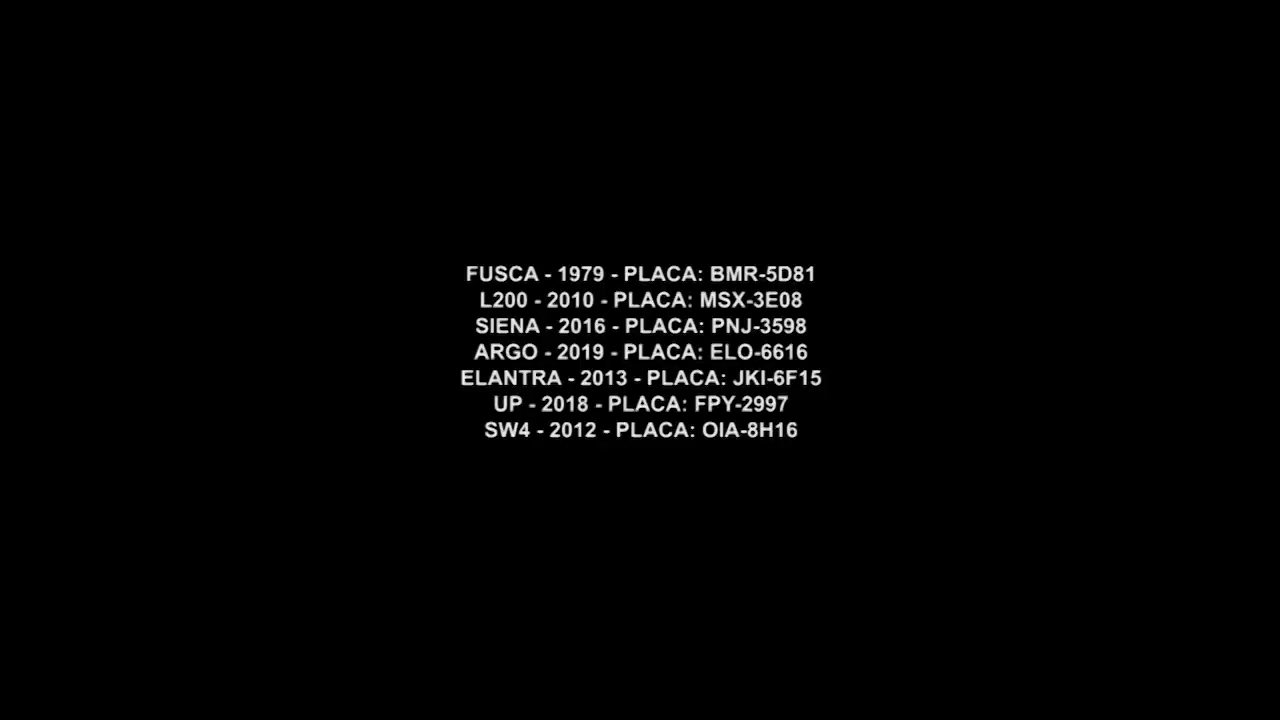 FUSCA - 1979 - PLACA: BMR-5D81
L200 - 2010 - PLACA: MSX-3E08
SIENA - 2016 - PLACA: PNJ-3598
ARGO - 2019 - PLACA: ELO-6616
ELANTRA - 2013 - PLACA: JKI-6F15
UP - 2018 - PLACA: FPY-2997
SW4 - 2012 - PLACA: OIA-8H16